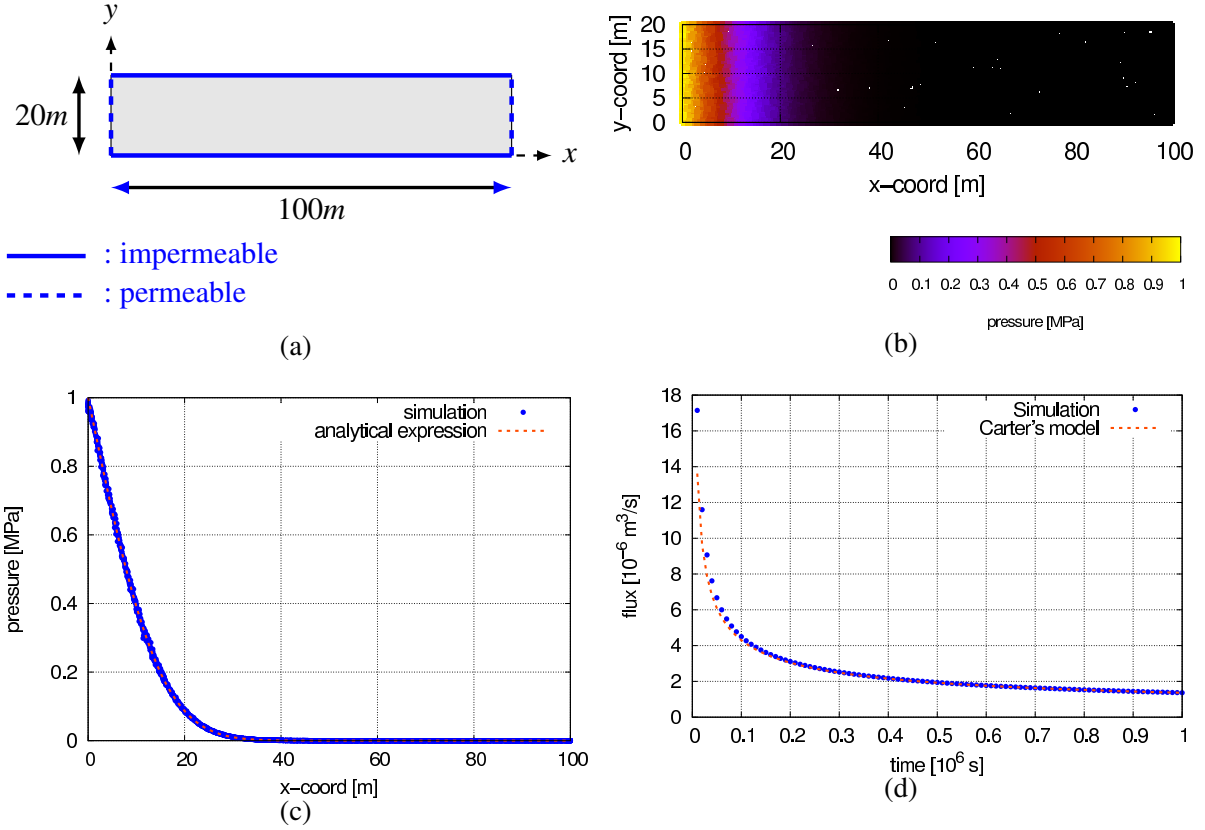 y
20m
x
100m
: impermeable
: permeable
(a)
y−coord [m]
20
15
10
5
0
0 20 40 60 80 100
x−coord [m]
0 0.1 0.2 0.3 0.4 0.5 0.6 0.7 0.8 0.9 1
pressure [MPa]
(b)
pressure [MPa]
1
0.8
0.6
0.4
0.2
0
simulation
analytical expression
0 20 40 60 80 100
x−coord [m]
(c)
flux [10⁻⁶ m³/s]
18
16
14
12
10
8
6
4
2
0
Simulation
Carter's model
0 0.1 0.2 0.3 0.4 0.5 0.6 0.7 0.8 0.9 1
time [10⁶ s]
(d)